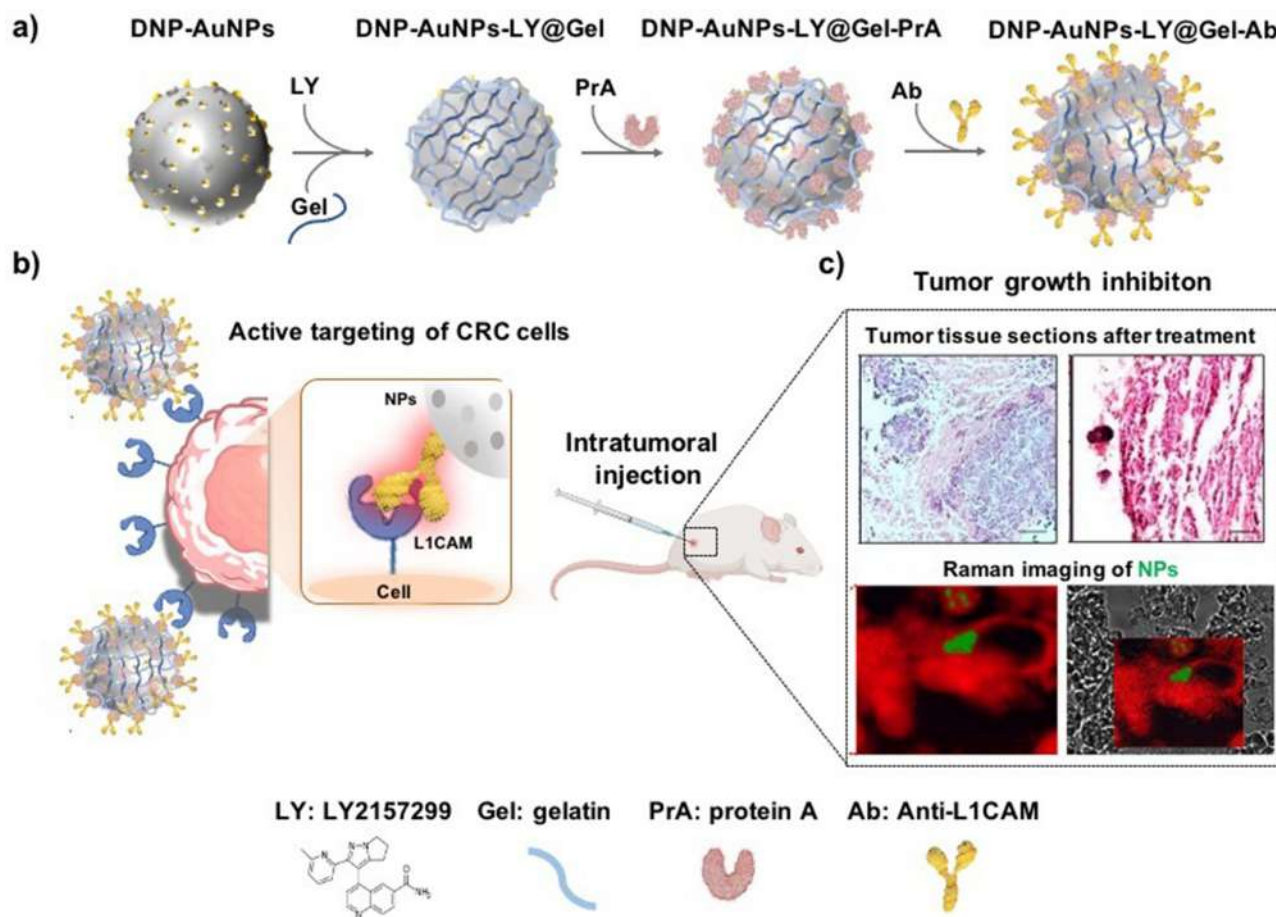 a)
DNP-AuNPs
DNP-AuNPs-LY@Gel
DNP-AuNPs-LY@Gel-PrA
DNP-AuNPs-LY@Gel-Ab
LY
Gel
PrA
Ab
b)
Active targeting of CRC cells
NPs
L1CAM
Cell
Intratumoral
injection
c)
Tumor growth inhibiton
Tumor tissue sections after treatment
Raman imaging of NPs
LY: LY2157299
Gel: gelatin
PrA: protein A
Ab: Anti-L1CAM
N
N
N
O
NH₂
N